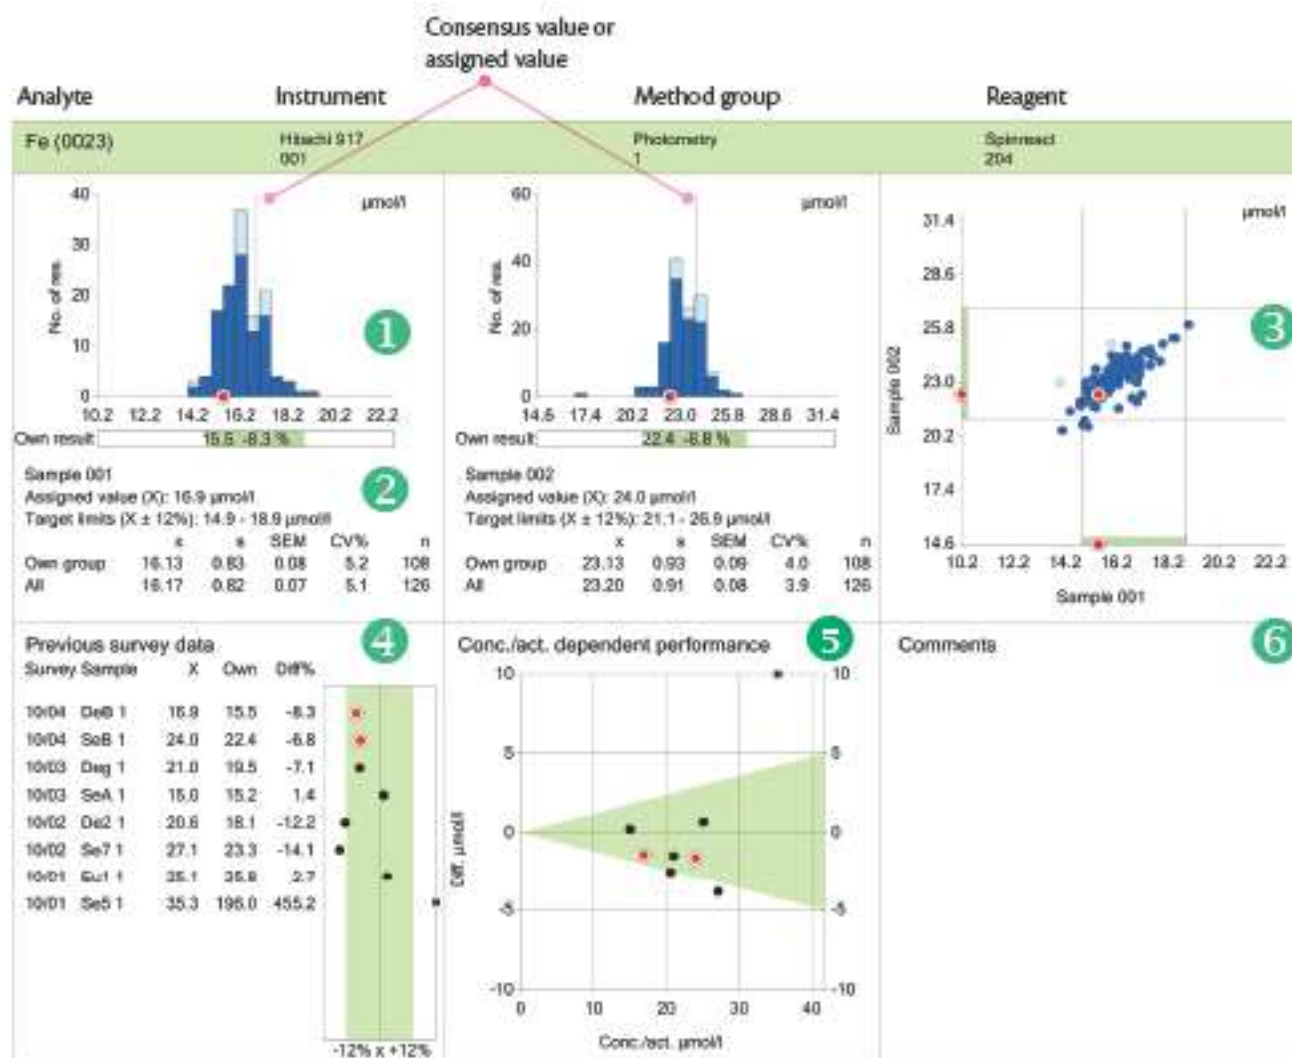 Consensus value or
assigned value
Analyte Instrument Method group Reagent
Fe (0023) Hitachi 917 Photometry Spinreact
001 1 204
40
30
20
10
0
No. of res.
µmol/l
10.2 12.2 14.2 16.2 18.2 20.2 22.2
1
Own result 15.5 -8.3 %
60
40
20
0
No. of res.
µmol/l
14.6 17.4 20.2 23.0 25.8 28.6 31.4
Own result 22.4 -6.8 %
µmol/l
31.4
28.6
25.8
23.0
20.2
17.4
14.6
Sample 002
10.2 12.2 14.2 16.2 18.2 20.2 22.2
Sample 001
3
Sample 001
Assigned value (X): 16.9 µmol/l
Target limits (X ± 12%): 14.9 - 18.9 µmol/l
x s SEM CV% n
Own group 16.13 0.83 0.08 5.2 108
All 16.17 0.82 0.07 5.1 126
2
Sample 002
Assigned value (X): 24.0 µmol/l
Target limits (X ± 12%): 21.1 - 26.9 µmol/l
x s SEM CV% n
Own group 23.13 0.93 0.09 4.0 108
All 23.20 0.91 0.08 3.9 126
Previous survey data
4
Survey Sample X Own Diff%
10/04 DeB 1 16.9 15.5 -8.3
10/04 SeB 1 24.0 22.4 -6.8
10/03 Deg 1 21.0 19.5 -7.1
10/03 SeA 1 15.0 15.2 1.4
10/02 De2 1 20.6 18.1 -12.2
10/02 Se7 1 27.1 23.3 -14.1
10/01 1 25.1 25.8 2.7
10/01 Se5 1 35.3 196.0 455.2
-12% x +12%
Conc./act. dependent performance
5
10
5
0
-5
-10
Diff. µmol/l
10
5
0
-5
-10
0 10 20 30 40
Conc./act. µmol/l
Comments
6